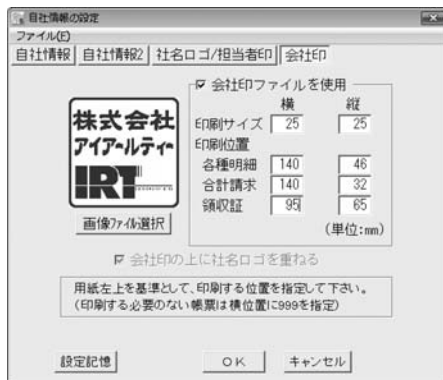 自社情報の設定
ファイル(F)
自社情報 自社情報2 社名ロゴ/担当者印 会社印
会社印ファイルを使用
横 縦
印刷サイズ 25 25
印刷位置
各種明細 140 46
合計請求 140 32
領収証 95 65
(単位:mm)
株式会社
アイアールティー
IRT
画像ファイル選択
会社印の上に社名ロゴを重ねる
用紙左上を基準として、印刷する位置を指定して下さい。
(印刷する必要のない帳票は横位置に999を指定)
設定記憶 OK キャンセル